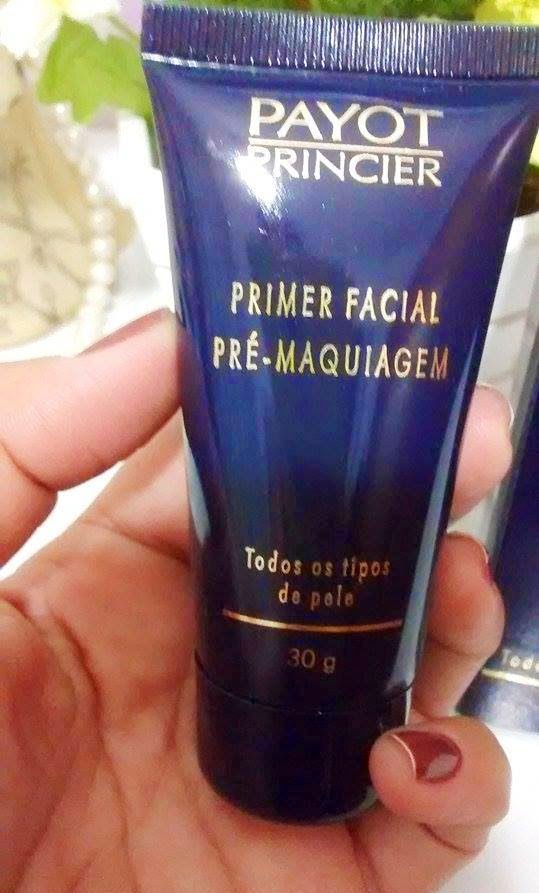 PAYOT
PRINCIER
PRIMER FACIAL
PRÉ-MAQUIAGEM
Todos os tipos
de pele
30 g